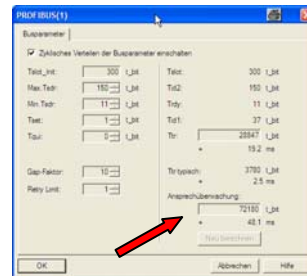 PROFIBUS(1)
Busparameter
Zyklisches Verteilen der Busparameter einschalten
Tslot_Init: 300 t_bit
Max.Tsdr: 150 t_bit
Min.Tsdr: 11 t_bit
Tset: 1 t_bit
Tqui: 0 t_bit
Gap-Faktor: 10
Retry Limit: 1
Tslot: 300 t_bit
Tid2: 150 t_bit
Trdy: 11 t_bit
Tid1: 37 t_bit
Ttr: 28847 t_bit
= 19.2 ms
Ttr typisch: 3780 t_bit
= 2.5 ms
Ansprechüberwachung:
72180 t_bit
= 48.1 ms
Neu berechnen
OK
Abbrechen
Hilfe